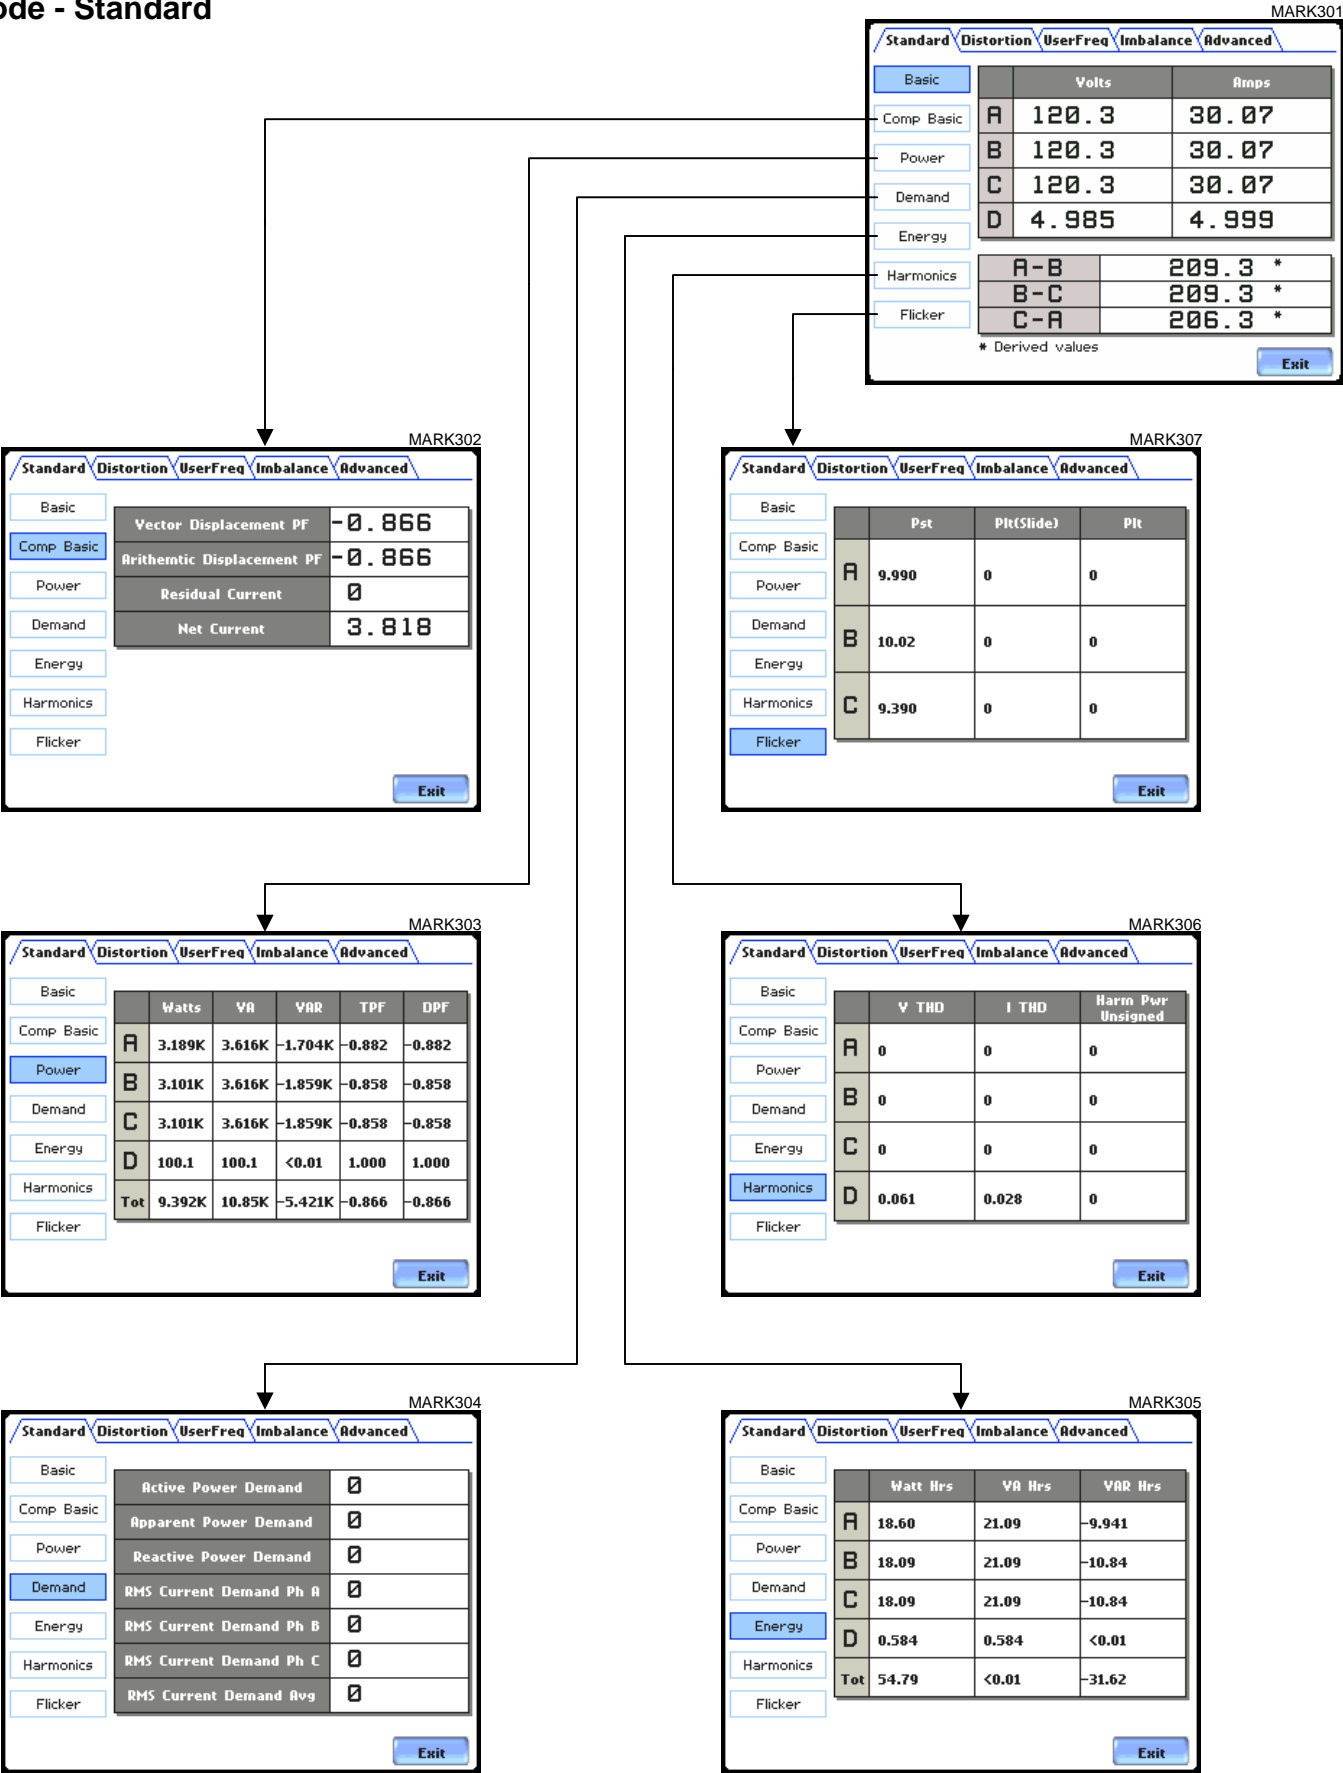 ode - Standard
MARK301
Standard Distortion UserFreq Imbalance Advanced
Basic
Comp Basic
Power
Demand
Energy
Harmonics
Flicker
Volts Amps
A 120.3 30.07
B 120.3 30.07
C 120.3 30.07
D 4.985 4.999
A-B 209.3 *
B-C 209.3 *
C-A 206.3 *
* Derived values
Exit
MARK302
Standard Distortion UserFreq Imbalance Advanced
Basic
Comp Basic
Power
Demand
Energy
Harmonics
Flicker
Vector Displacement PF -0.866
Arithemtic Displacement PF -0.866
Residual Current 0
Net Current 3.818
Exit
MARK307
Standard Distortion UserFreq Imbalance Advanced
Basic
Comp Basic
Power
Demand
Energy
Harmonics
Flicker
Pst Plt(Slide) Plt
A 9.990 0 0
B 10.02 0 0
C 9.390 0 0
Exit
MARK303
Standard Distortion UserFreq Imbalance Advanced
Basic
Comp Basic
Power
Demand
Energy
Harmonics
Flicker
Watts VA VAR TPF DPF
A 3.189K 3.616K -1.704K -0.882 -0.882
B 3.101K 3.616K -1.859K -0.858 -0.858
C 3.101K 3.616K -1.859K -0.858 -0.858
D 100.1 100.1 <0.01 1.000 1.000
Tot 9.392K 10.85K -5.421K -0.866 -0.866
Exit
MARK306
Standard Distortion UserFreq Imbalance Advanced
Basic
Comp Basic
Power
Demand
Energy
Harmonics
Flicker
V THD I THD Harm Pwr
Unsigned
A 0 0 0
B 0 0 0
C 0 0 0
D 0.061 0.028 0
Exit
MARK304
Standard Distortion UserFreq Imbalance Advanced
Basic
Comp Basic
Power
Demand
Energy
Harmonics
Flicker
Active Power Demand 0
Apparent Power Demand 0
Reactive Power Demand 0
RMS Current Demand Ph A 0
RMS Current Demand Ph B 0
RMS Current Demand Ph C 0
RMS Current Demand Avg 0
Exit
MARK305
Standard Distortion UserFreq Imbalance Advanced
Basic
Comp Basic
Power
Demand
Energy
Harmonics
Flicker
Watt Hrs VA Hrs VAR Hrs
A 18.60 21.09 -9.941
B 18.09 21.09 -10.84
C 18.09 21.09 -10.84
D 0.584 0.584 <0.01
Tot 54.79 <0.01 -31.62
Exit